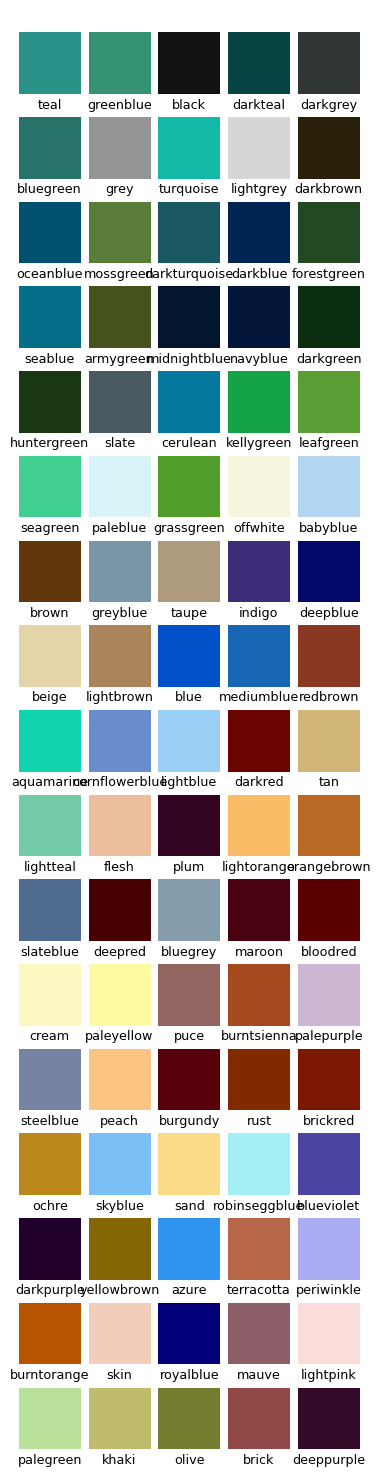 teal greenblue black darkteal darkgrey
bluegreen grey turquoise lightgrey darkbrown
oceanblue mossgreen darkturquoise darkblue forestgreen
seablue armygreen midnightblue navyblue darkgreen
huntergreen slate cerulean kellygreen leafgreen
seagreen paleblue grassgreen offwhite babyblue
brown greyblue taupe indigo deepblue
beige lightbrown blue mediumblue redbrown
aquamarine cornflowerblue lightblue darkred tan
lightteal flesh plum lightorange orangebrown
slateblue deepred bluegrey maroon bloodred
cream paleyellow puce burntsienna palepurple
steelblue peach burgundy rust brickred
ochre skyblue sand robinseggblue blueviolet
darkpurple yellowbrown azure terracotta periwinkle
burntorange skin royalblue mauve lightpink
palegreen khaki olive brick deeppurple